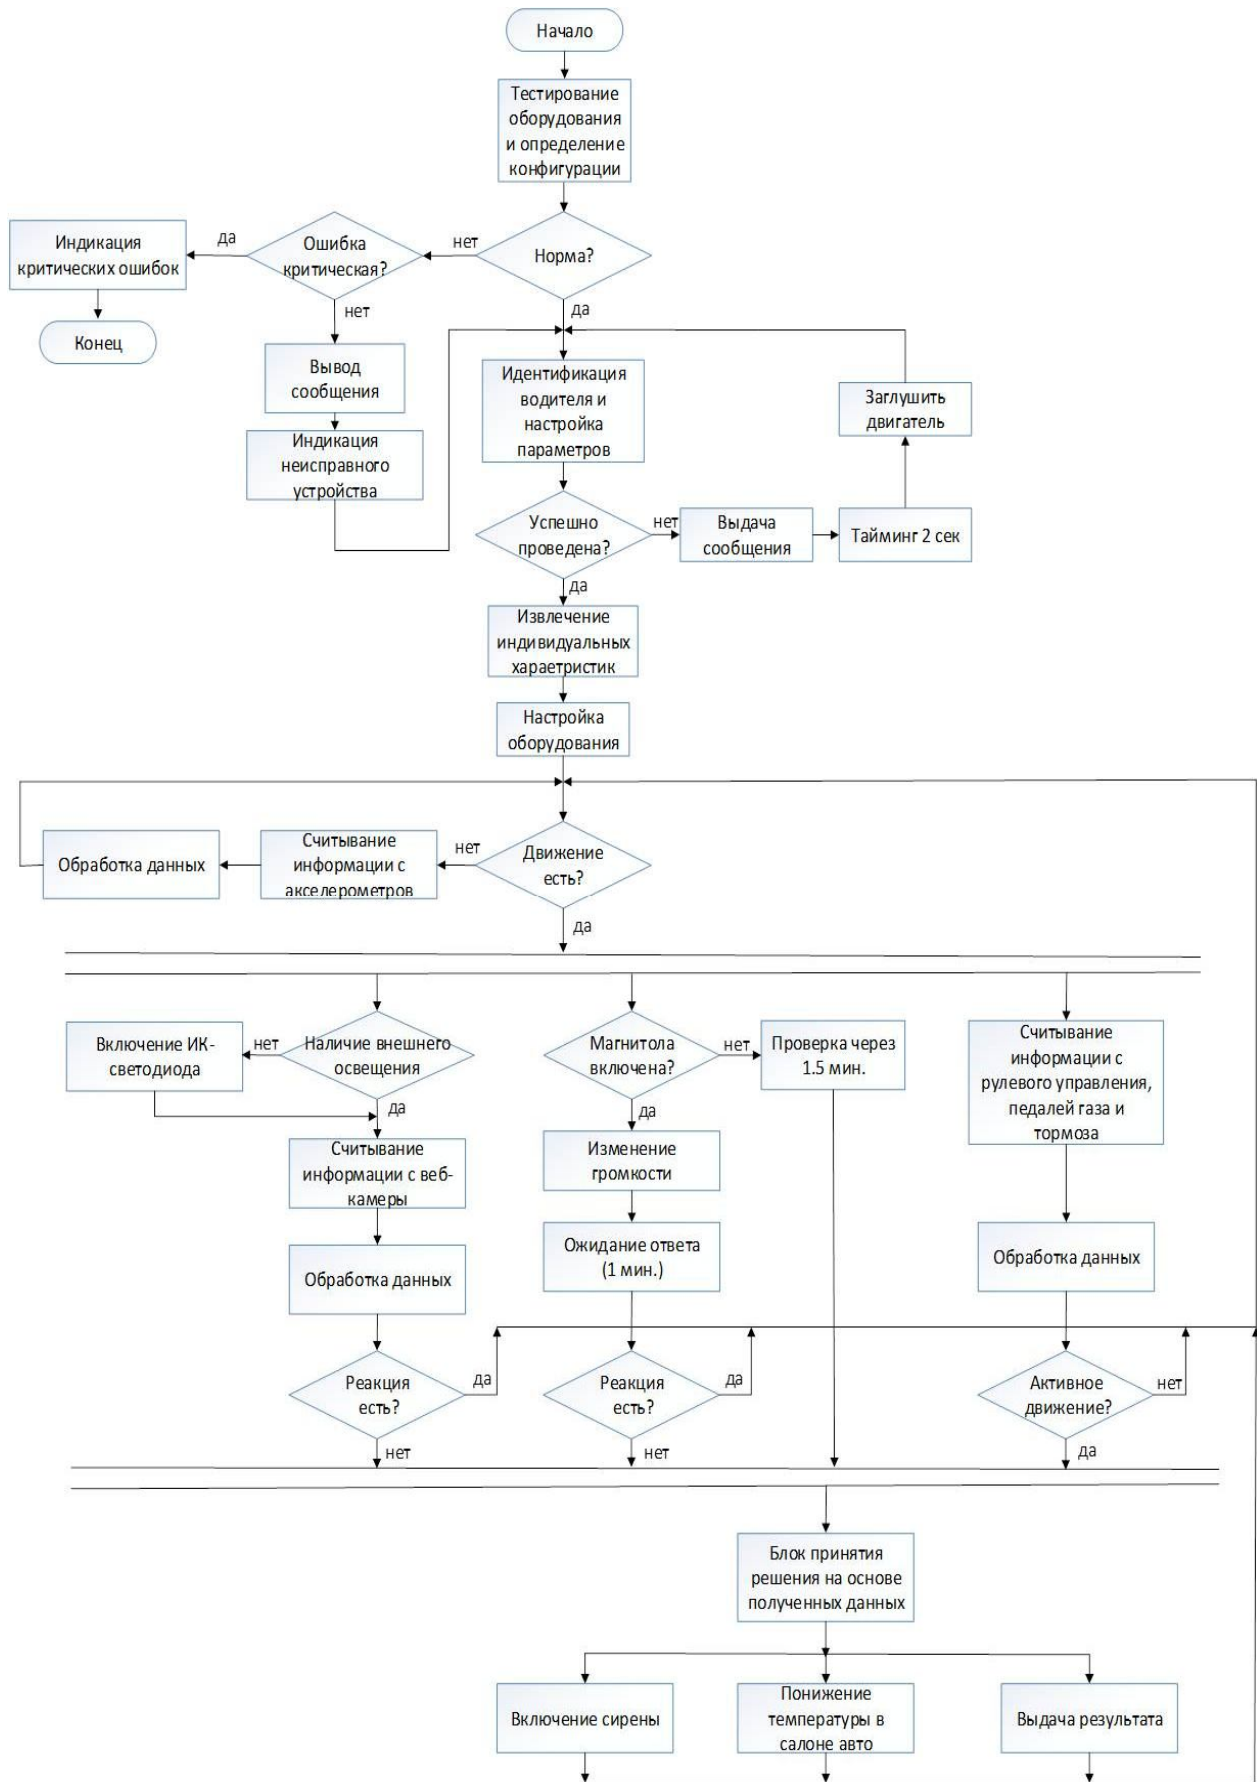 Начало
Тестирование
оборудования
и определение
конфигурации
Индикация
критических ошибок
да
Ошибка
критическая?
нет
Норма?
нет
да
Конец
Вывод
сообщения
Идентификация
водителя и
настройка
параметров
Заглушить
двигатель
Индикация
неисправного
устройства
Успешно
проведена?
нет
Выдача
сообщения
Тайминг 2 сек
да
Извлечение
индивидуальных
хараетристик
Настройка
оборудования
Обработка данных
Считывание
информации с
акселерометров
нет
Движение
есть?
да
Включение ИК-
светодиода
нет
Наличие внешнего
освещения
да
Магнитола
включена?
нет
Проверка через
1.5 мин.
да
Считывание
информации с
рулевого управления,
педалей газа и
тормоза
Считывание
информации с веб-
камеры
Изменение
громкости
Обработка данных
Ожидание ответа
(1 мин.)
Обработка данных
Реакция
есть?
да
нет
Реакция
есть?
да
нет
Активное
движение?
нет
да
Блок принятия
решения на основе
полученных данных
Включение сирены
Понижение
температуры в
салоне авто
Выдача результата